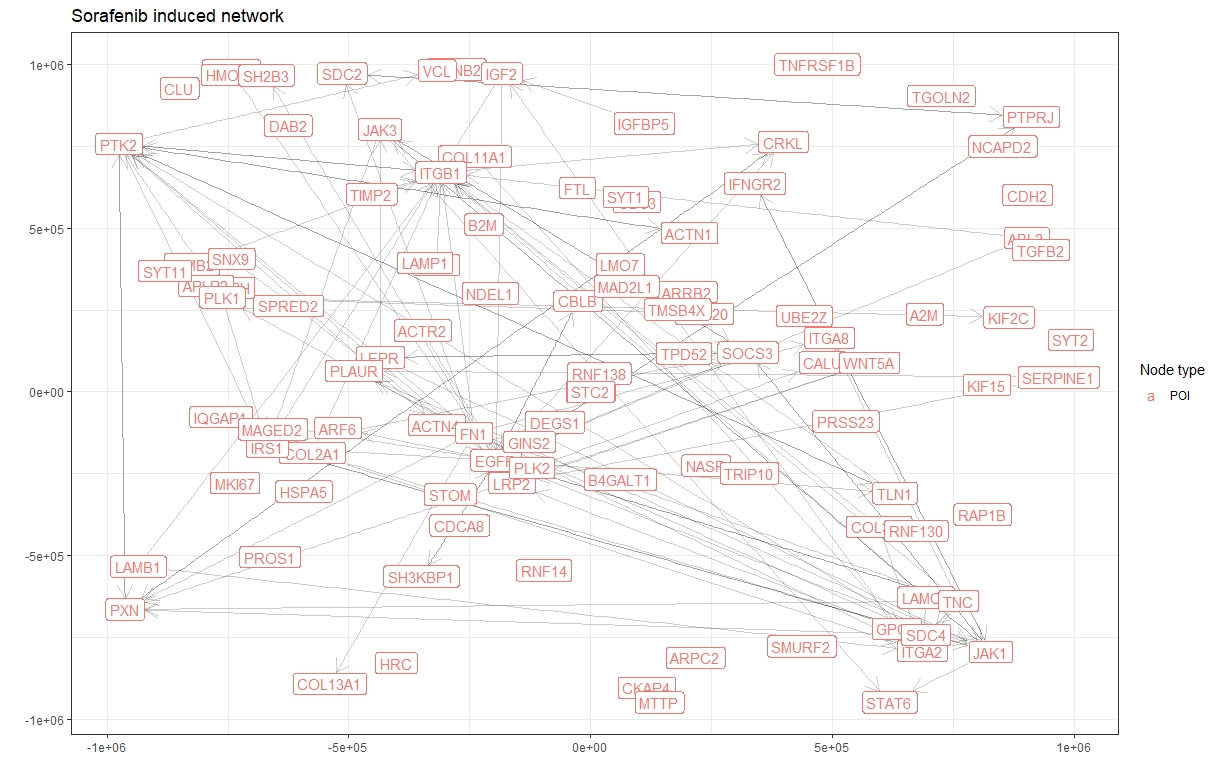 Sorafenib induced network
1e+06
5e+05
0e+00
-5e+05
-1e+06
TNFRSF1B
HMO
SH2B3
SDC2
VCL
NB2
IGF2
CLU
TGOLN2
PTPRJ
DAB2
JAK3
IGFBP5
PTK2
CRKL
NCAPD2
COL11A1
ITGB1
IFNGR2
TIMP2
FTL
SYT1
CDH2
B2M
ACTN1
TGFB2
SNX9
SYT11
LAMP1
LMO7
MAD2L1
ARRB2
PLK1
SPRED2
NDEL1
CBLB
TMSB4X
20
UBE2Z
A2M
KIF2C
ACTR2
ITGA8
SYT2
LEPR
PLAUR
TPD52
SOCS3
CALU
WNT5A
RNF138
STC2
KIF15
SERPINE1
IQGAP1
MAGED2
ARF6
ACTN4
FN1
DEGS1
PRSS23
GINS2
IRS1
COL2A1
EGF
PLK2
LRP2
NASP
TRIP10
B4GALT1
MKI67
HSPA5
STOM
TLN1
CDCA8
COL
RNF130
RAP1B
PROS1
LAMB1
SH3KBP1
RNF14
PXN
LAMC
TNC
GPC
SDC4
ITGA2
JAK1
SMURF2
ARPC2
HRC
COL13A1
CKAP4
MTTP
STAT6
-1e+06
-5e+05
0e+00
5e+05
1e+06
Node type
a
POI